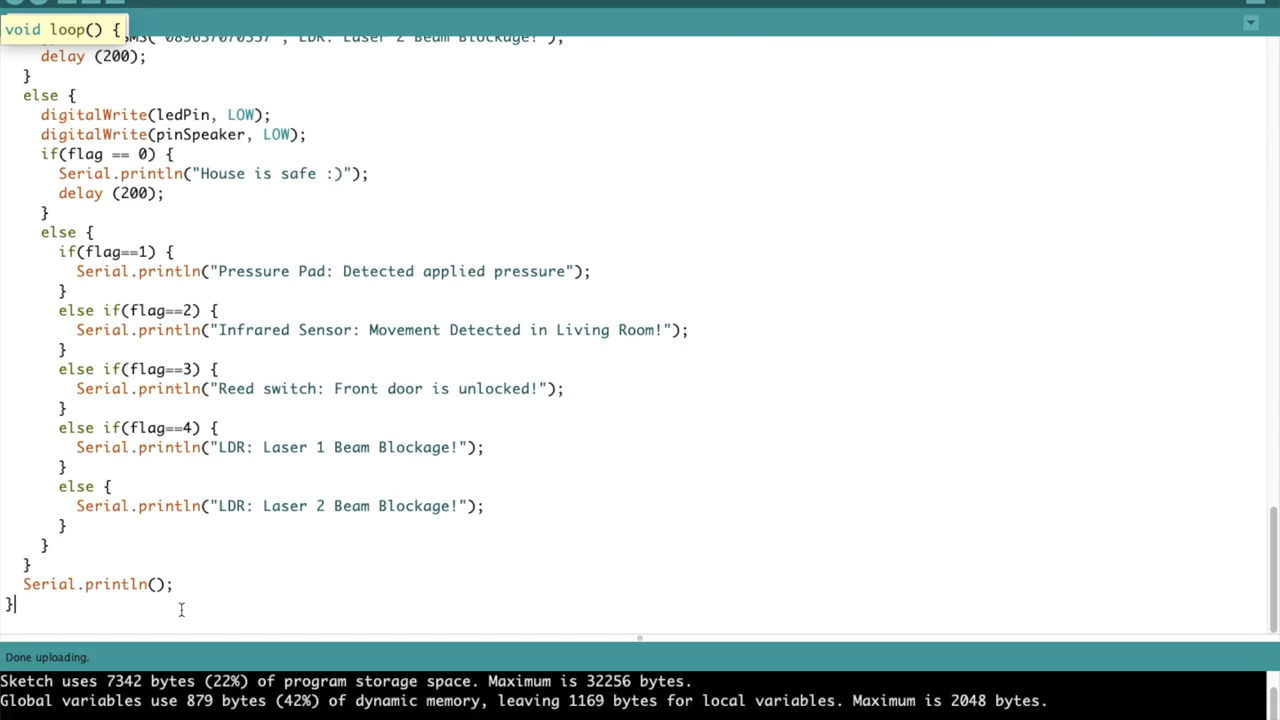 void loop() {
delay (200);
}
else {
digitalWrite(ledPin, LOW);
digitalWrite(pinSpeaker, LOW);
if(flag == 0) {
Serial.println("House is safe :)");
delay (200);
}
else {
if(flag==1) {
Serial.println("Pressure Pad: Detected applied pressure");
}
else if(flag==2) {
Serial.println("Infrared Sensor: Movement Detected in Living Room!");
}
else if(flag==3) {
Serial.println("Reed switch: Front door is unlocked!");
}
else if(flag==4) {
Serial.println("LDR: Laser 1 Beam Blockage!");
}
else {
Serial.println("LDR: Laser 2 Beam Blockage!");
}
}
}
Serial.println();
}
Done uploading.
Sketch uses 7342 bytes (22%) of program storage space. Maximum is 32256 bytes.
Global variables use 879 bytes (42%) of dynamic memory, leaving 1169 bytes for local variables. Maximum is 2048 bytes.